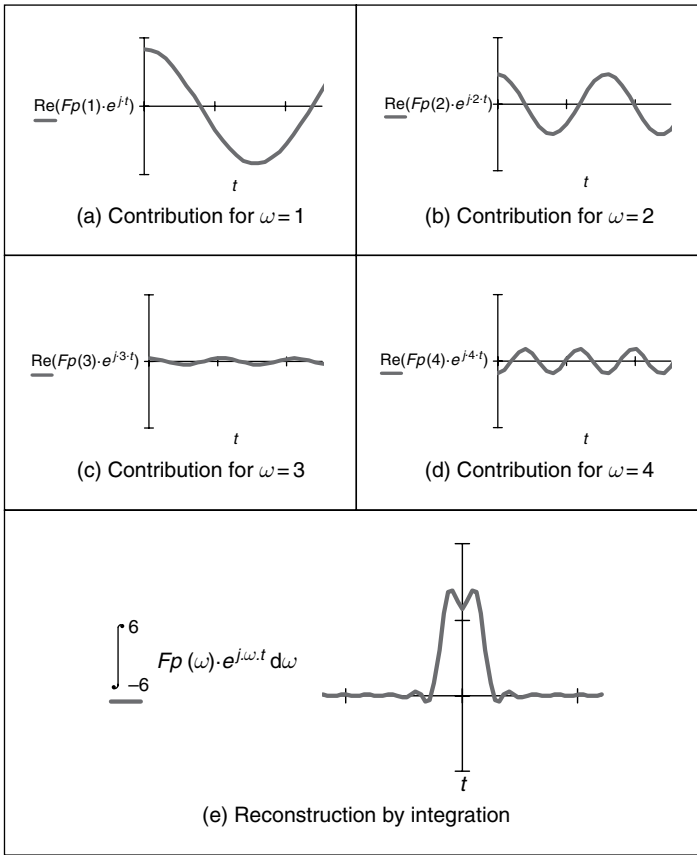 Re(Fp(1)·e^{j·t})
t
(a) Contribution for ω = 1
Re(Fp(2)·e^{j·2·t})
t
(b) Contribution for ω = 2
Re(Fp(3)·e^{j·3·t})
t
(c) Contribution for ω = 3
Re(Fp(4)·e^{j·4·t})
t
(d) Contribution for ω = 4
∫_{−6}^{6} Fp(ω)·e^{j.ω.t} dω
t
(e) Reconstruction by integration